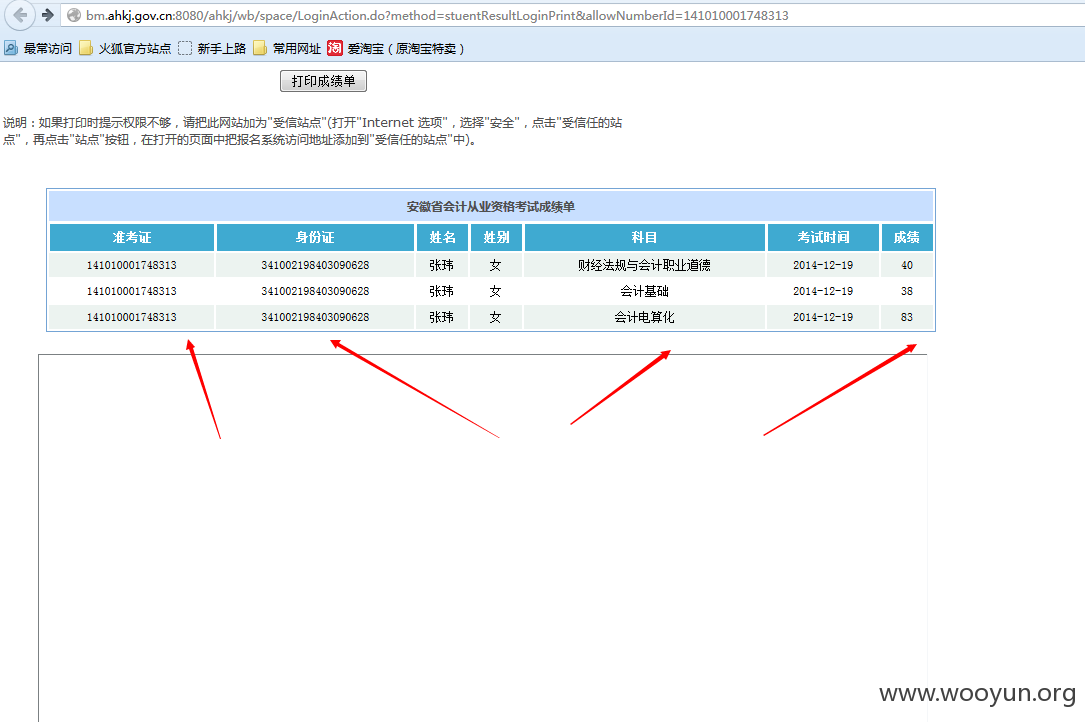 bm.ahkj.gov.cn:8080/ahkj/wb/space/LoginAction.do?method=stuentResultLoginPrint&allowNumberId=141010001748313
最常访问 火狐官方站点 新手上路 常用网址 淘 爱淘宝（原淘宝特卖）
打印成绩单
说明：如果打印时提示权限不够，请把此网站加为"受信站点"(打开"Internet 选项"，选择"安全"，点击"受信任的站
点"，再点击"站点"按钮，在打开的页面中把报名系统访问地址添加到"受信任的站点"中)。
安徽省会计从业资格考试成绩单
准考证 身份证 姓名 姓别 科目 考试时间 成绩
141010001748313 341002198403090628 张玮 女 财经法规与会计职业道德 2014-12-19 40
141010001748313 341002198403090628 张玮 女 会计基础 2014-12-19 38
141010001748313 341002198403090628 张玮 女 会计电算化 2014-12-19 83
www.wooyun.org